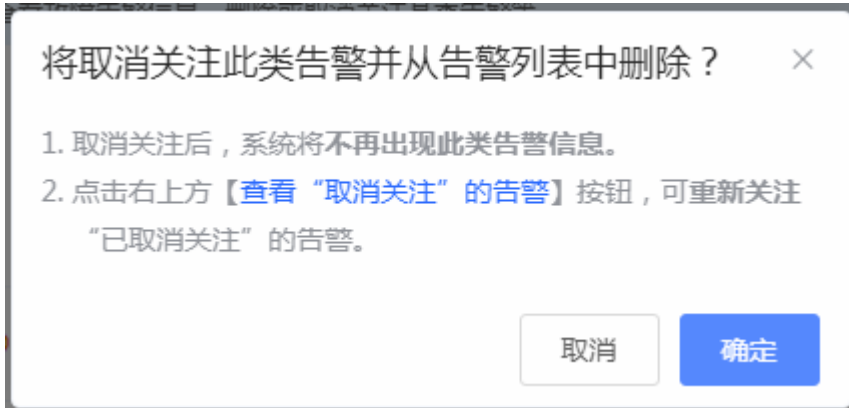 将取消关注此类告警并从告警列表中删除？
1. 取消关注后，系统将不再出现此类告警信息。
2. 点击右上方【查看“取消关注”的告警】按钮，可重新关注
“已取消关注”的告警。
取消
确定